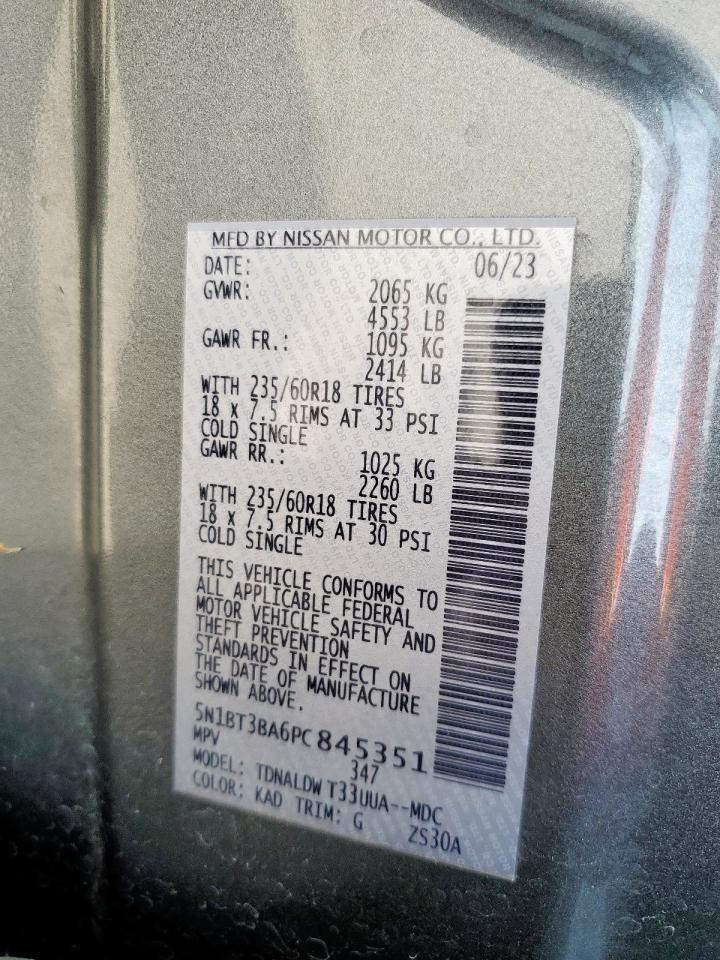 MFD BY NISSAN MOTOR CO., LTD.
DATE: 06/23
GVWR: 2065 KG
4553 LB
GAWR FR.: 1095 KG
2414 LB
WITH 235/60R18 TIRES
18 x 7.5 RIMS AT 33 PSI
COLD SINGLE
GAWR RR.: 1025 KG
2260 LB
WITH 235/60R18 TIRES
18 x 7.5 RIMS AT 30 PSI
COLD SINGLE
THIS VEHICLE CONFORMS TO
ALL APPLICABLE FEDERAL
MOTOR VEHICLE SAFETY AND
THEFT PREVENTION
STANDARDS IN EFFECT ON
THE DATE OF MANUFACTURE
SHOWN ABOVE.
5N1BT3BA6PC845351
MPV 347
MODEL: TDNALDW T33UUA--MDC
COLOR: KAD TRIM: G ZS30A